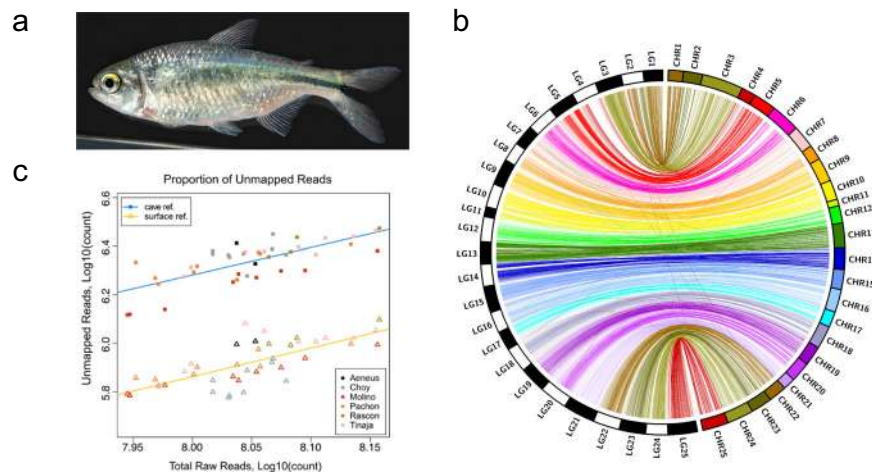 a
b
LG1
LG2
LG3
LG4
LG5
LG6
LG7
LG8
LG9
LG10
LG11
LG12
LG13
LG14
LG15
LG16
LG17
LG18
LG19
LG20
LG21
LG22
LG23
LG24
LG25
CHR1
CHR2
CHR3
CHR4
CHR5
CHR6
CHR7
CHR8
CHR9
CHR10
CHR11
CHR12
CHR1
CHR1
CHR15
CHR16
CHR17
CHR18
CHR19
CHR20
CHR21
CHR22
CHR23
CHR24
CHR25
c
Proportion of Unmapped Reads
cave ref.
surface ref.
Unmapped Reads, Log10(count)
6.6
6.4
6.2
6.0
5.8
Aeneus
Choy
Molino
Pachon
Rascon
Tinaja
7.95 8.00 8.05 8.10 8.15
Total Raw Reads, Log10(count)